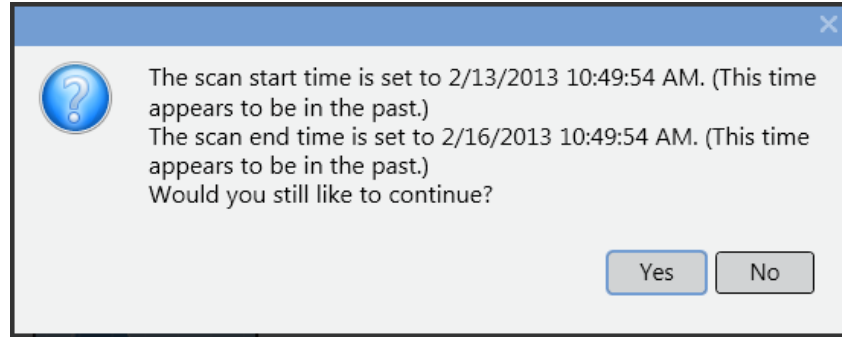 The scan start time is set to 2/13/2013 10:49:54 AM. (This time
appears to be in the past.)
The scan end time is set to 2/16/2013 10:49:54 AM. (This time
appears to be in the past.)
Would you still like to continue?
Yes No